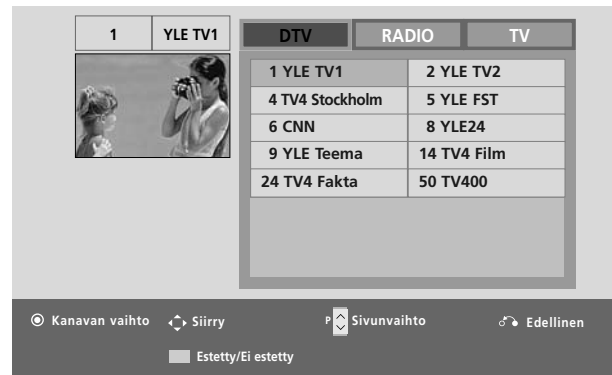 1 YLE TV1 DTV RADIO TV
1 YLE TV1 2 YLE TV2
4 TV4 Stockholm 5 YLE FST
6 CNN 8 YLE24
9 YLE Teema 14 TV4 Film
24 TV4 Fakta 50 TV400
Kanavan vaihto Siirry P Sivunvaihto Edellinen
Estetty/Ei estetty